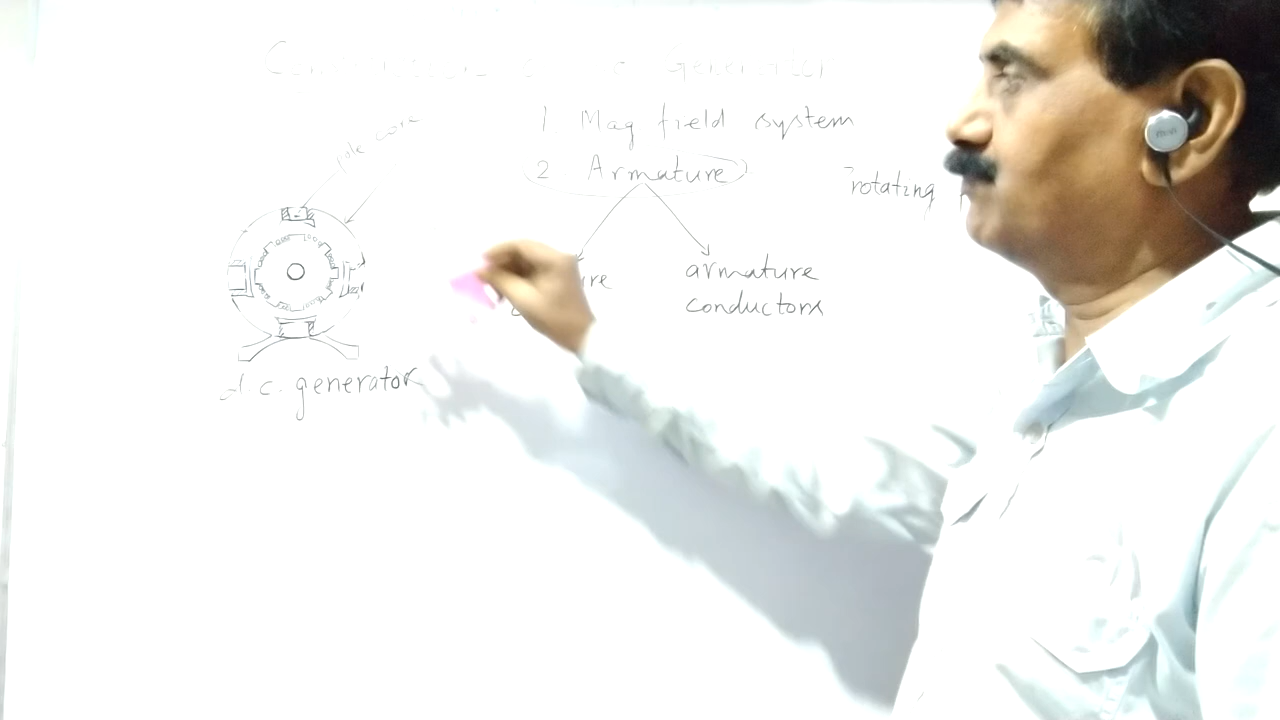 Generator
pole core
1. Mag field system
2 Armature
rotating
armature
conductors
d.c. generator